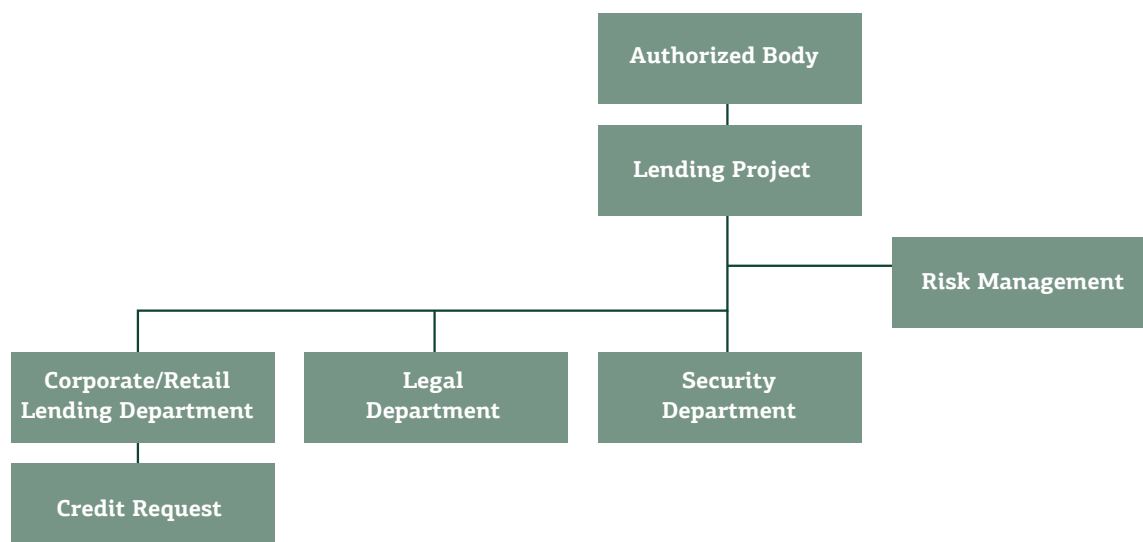 Authorized Body
Lending Project
Risk Management
Corporate/Retail
Lending Department
Legal
Department
Security
Department
Credit Request